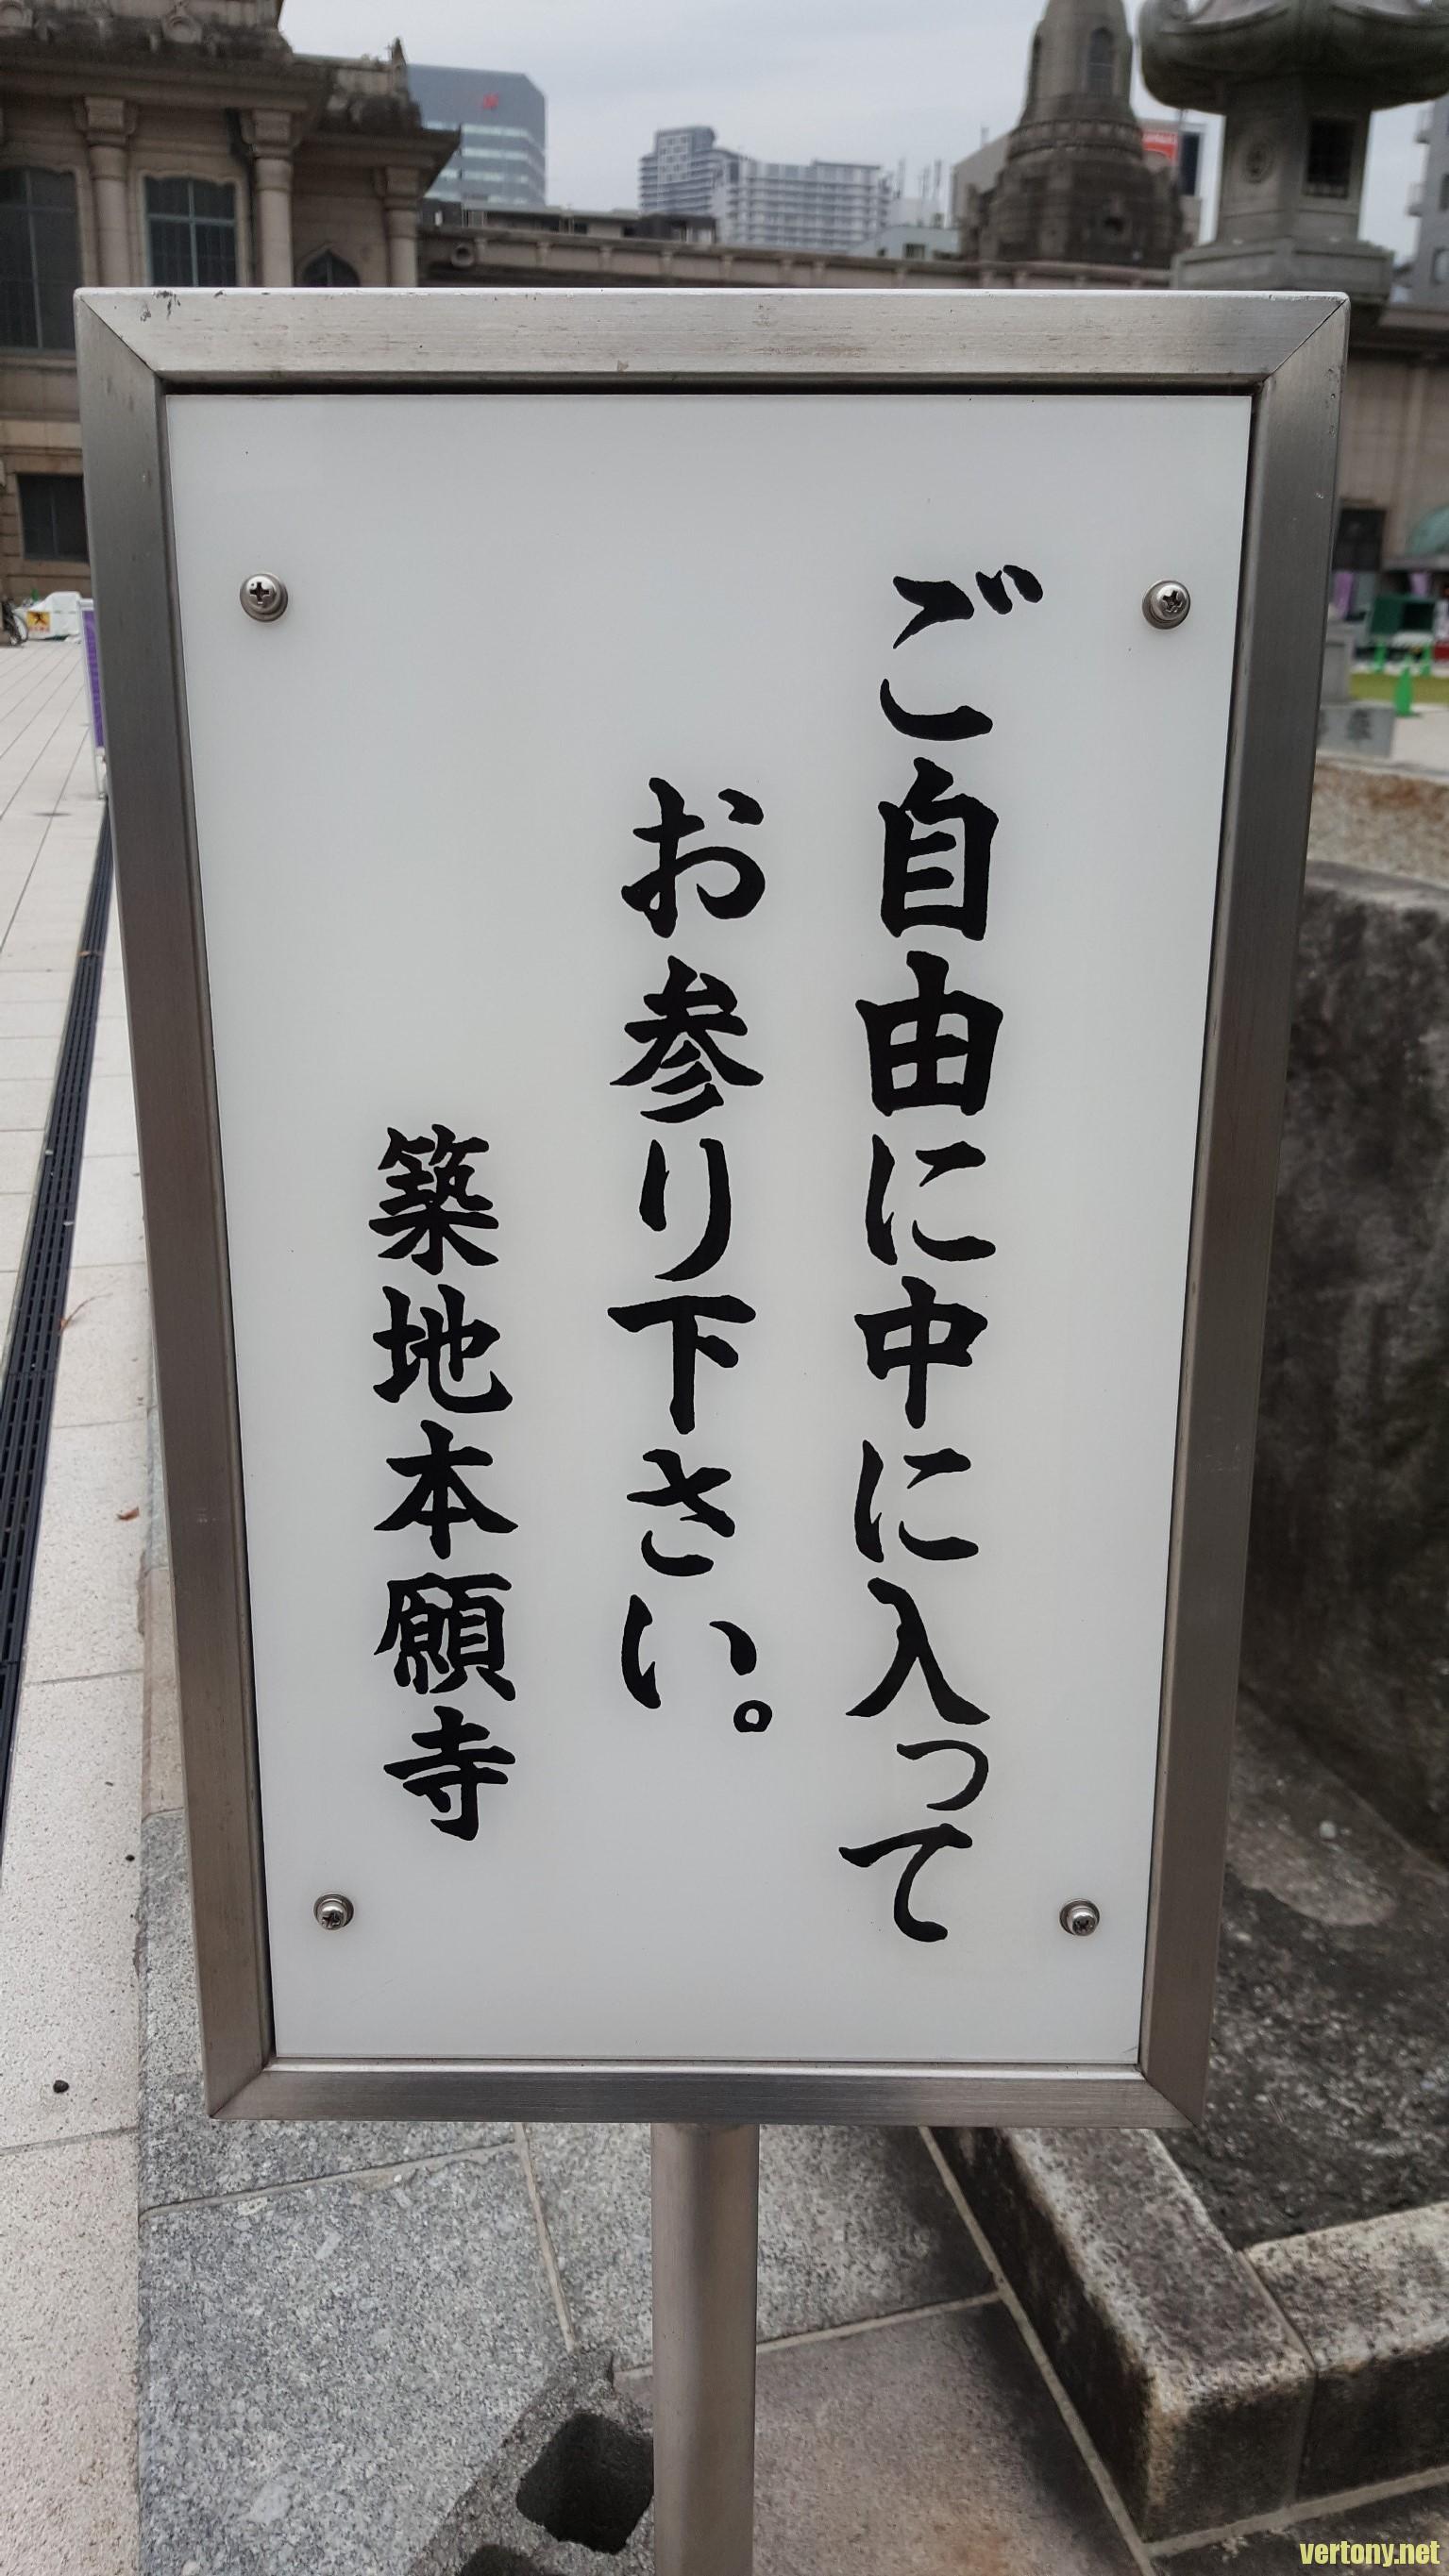 ご自由に中に入って
お参り下さい。
築地本願寺
vertony.net